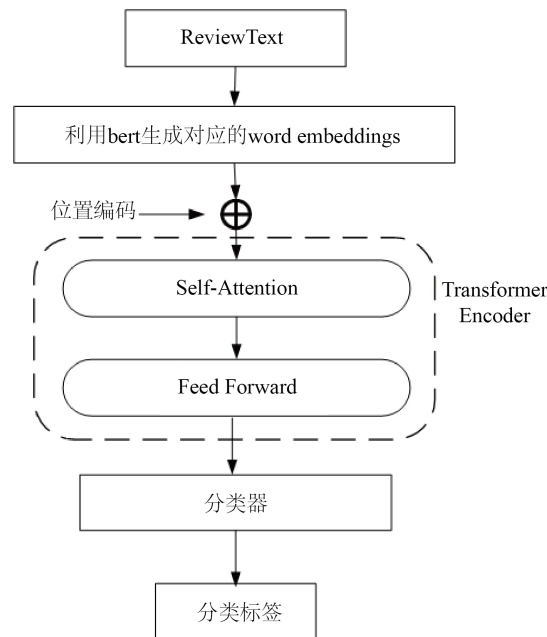 ReviewText
利用bert生成对应的word embeddings
位置编码
Self-Attention
Transformer
Encoder
Feed Forward
分类器
分类标签